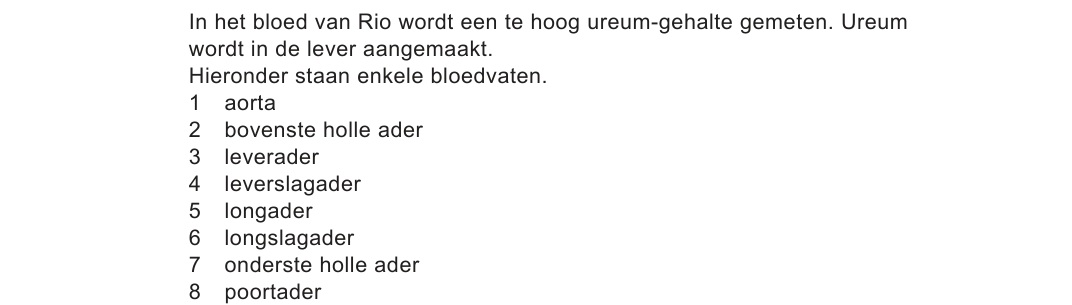 In het bloed van Rio wordt een te hoog ureum-gehalte gemeten. Ureum
wordt in de lever aangemaakt.
Hieronder staan enkele bloedvaten.
1 aorta
2 bovenste holle ader
3 leverader
4 leverslagader
5 longader
6 longslagader
7 onderste holle ader
8 poortader